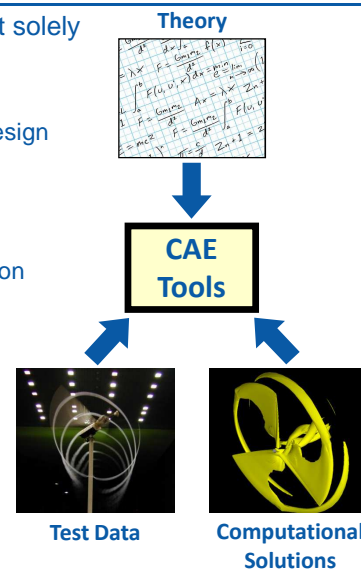 t solely
Theory
esign
on
CAE
Tools
Test Data
Computational
Solutions